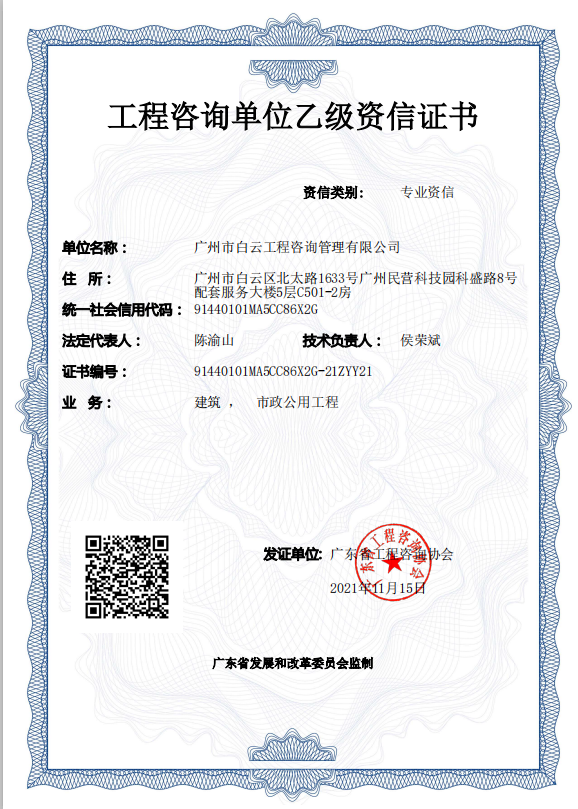 工程咨询单位乙级资信证书
资信类别： 专业资信
单位名称： 广州市白云工程咨询管理有限公司
住 所： 广州市白云区北太路1633号广州民营科技园科盛路8号
配套服务大楼5层C501-2房
统一社会信用代码： 91440101MA5CC86X2G
法定代表人： 陈渝山 技术负责人： 侯荣斌
证书编号： 91440101MA5CC86X2G-21ZYY21
业 务： 建筑 ， 市政公用工程
发证单位: 广东省工程咨询协会
广东省工程咨询协会
2021年11月15日
广东省发展和改革委员会监制